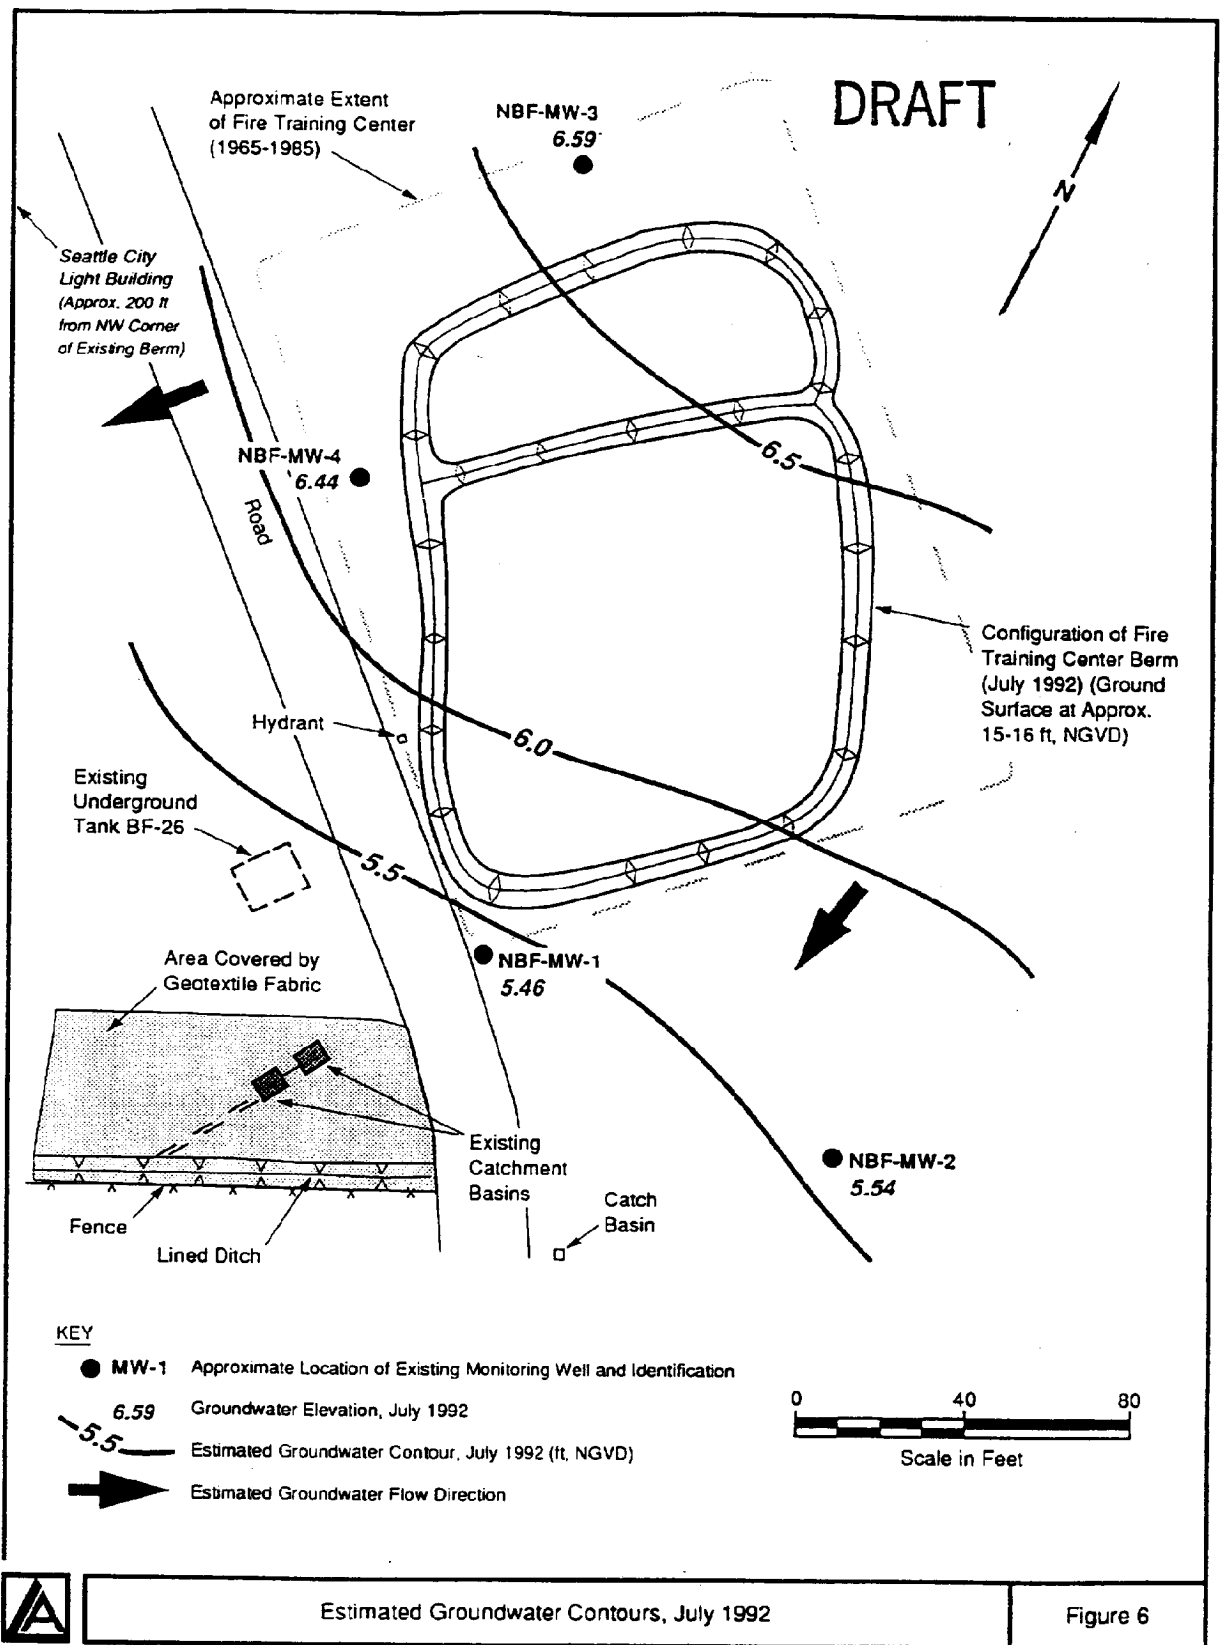 DRAFT
Approximate Extent
of Fire Training Center
(1965-1985)
NBF-MW-3
6.59
N
Seattle City
Light Building
(Approx. 200 ft
from NW Corner
of Existing Berm)
NBF-MW-4
6.44
Road
6.5
Configuration of Fire
Training Center Berm
(July 1992) (Ground
Surface at Approx.
15-16 ft, NGVD)
Hydrant
6.0
Existing
Underground
Tank BF-26
5.5
Area Covered by
Geotextile Fabric
NBF-MW-1
5.46
Existing
Catchment
Basins
NBF-MW-2
5.54
Catch
Basin
Fence
Lined Ditch
KEY
MW-1 Approximate Location of Existing Monitoring Well and Identification
6.59 Groundwater Elevation, July 1992
5.5 Estimated Groundwater Contour, July 1992 (ft, NGVD)
Estimated Groundwater Flow Direction
0 40 80
Scale in Feet
Estimated Groundwater Contours, July 1992
Figure 6